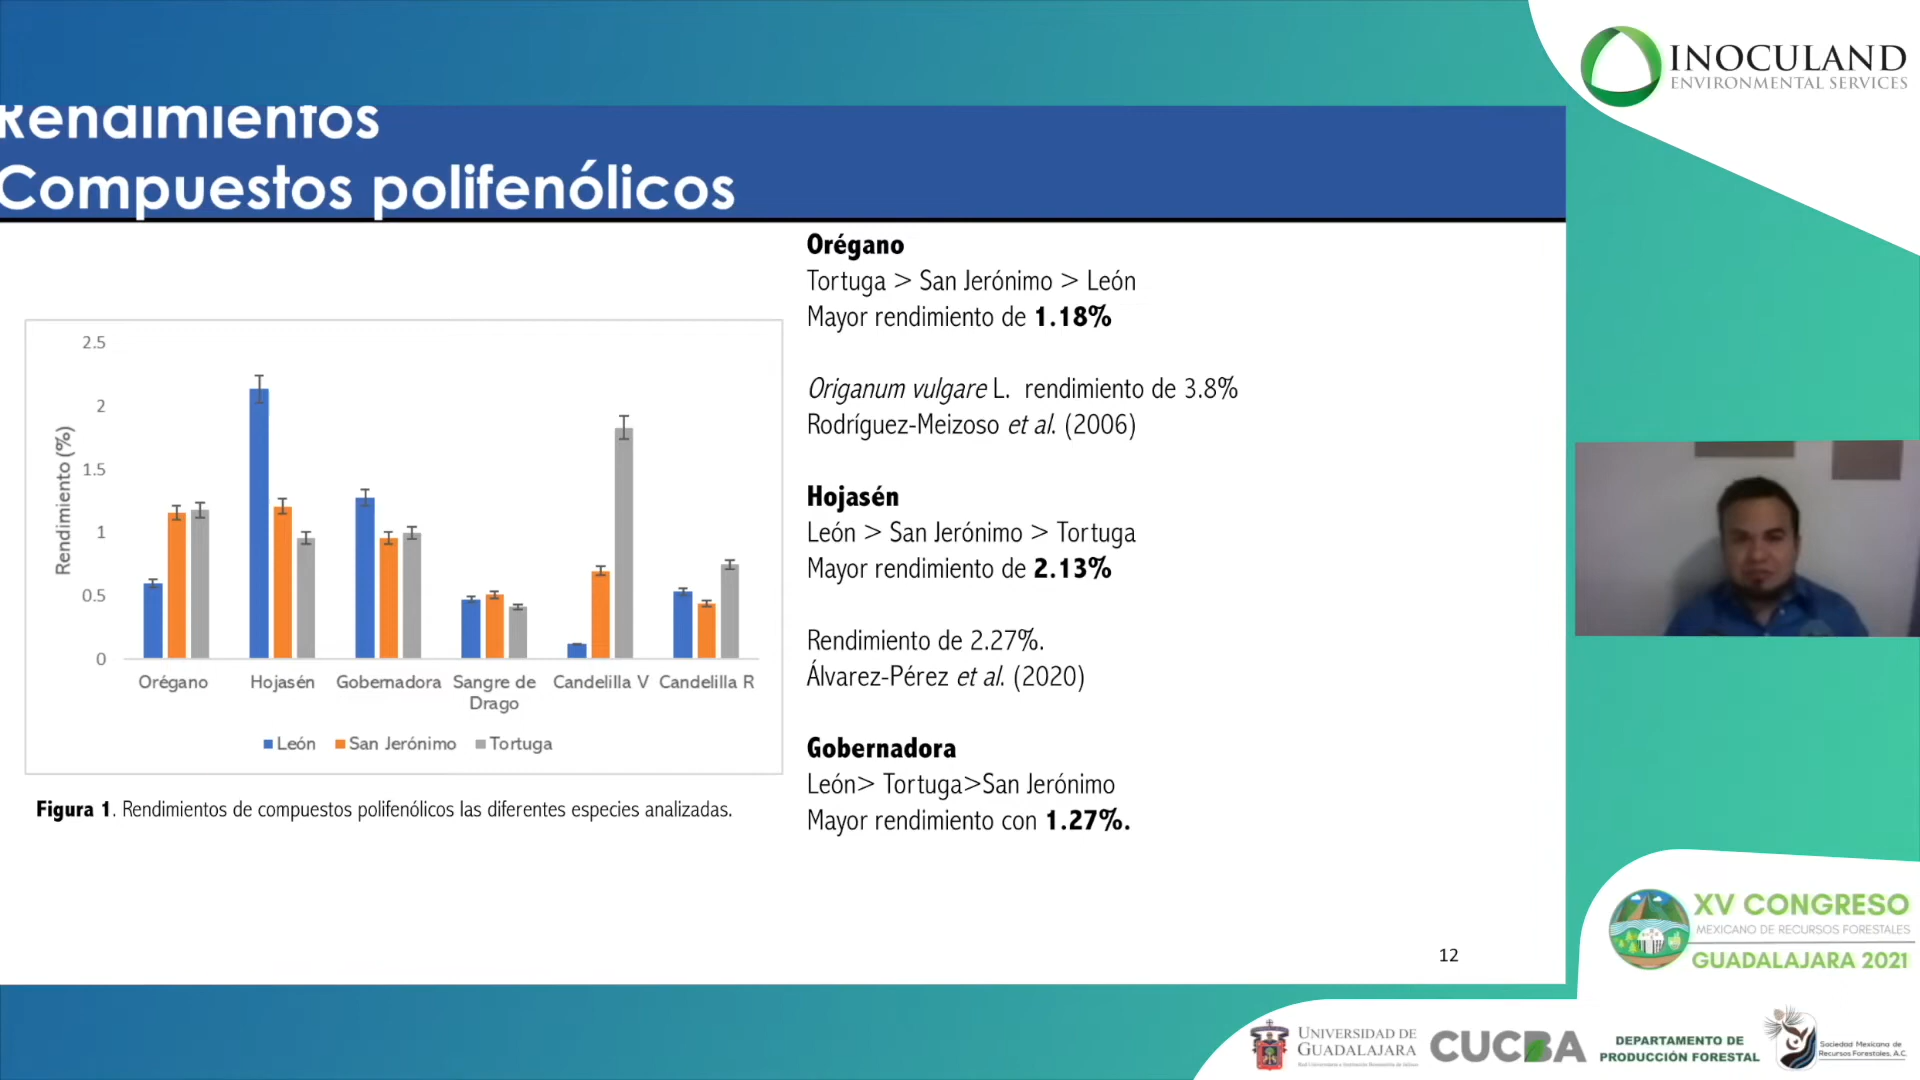 INOCULAND
ENVIRONMENTAL SERVICES
Rendimientos
Compuestos polifenólicos
Orégano
Tortuga > San Jerónimo > León
Mayor rendimiento de 1.18%
Origanum vulgare L. rendimiento de 3.8%
Rodríguez-Meizoso et al. (2006)
Hojasén
León > San Jerónimo > Tortuga
Mayor rendimiento de 2.13%
Rendimiento de 2.27%.
Álvarez-Pérez et al. (2020)
Gobernadora
León> Tortuga>San Jerónimo
Mayor rendimiento con 1.27%.
Rendimiento (%)
2.5
2
1.5
1
0.5
0
Orégano Hojasén Gobernadora Sangre de Drago Candelilla V Candelilla R
León San Jerónimo Tortuga
Figura 1. Rendimientos de compuestos polifenólicos las diferentes especies analizadas.
12
XV CONGRESO
MEXICANO DE RECURSOS FORESTALES
GUADALAJARA 2021
UNIVERSIDAD DE
GUADALAJARA
CUCBA
DEPARTAMENTO DE
PRODUCCIÓN FORESTAL
Sociedad Mexicana de
Recursos Forestales, A.C.